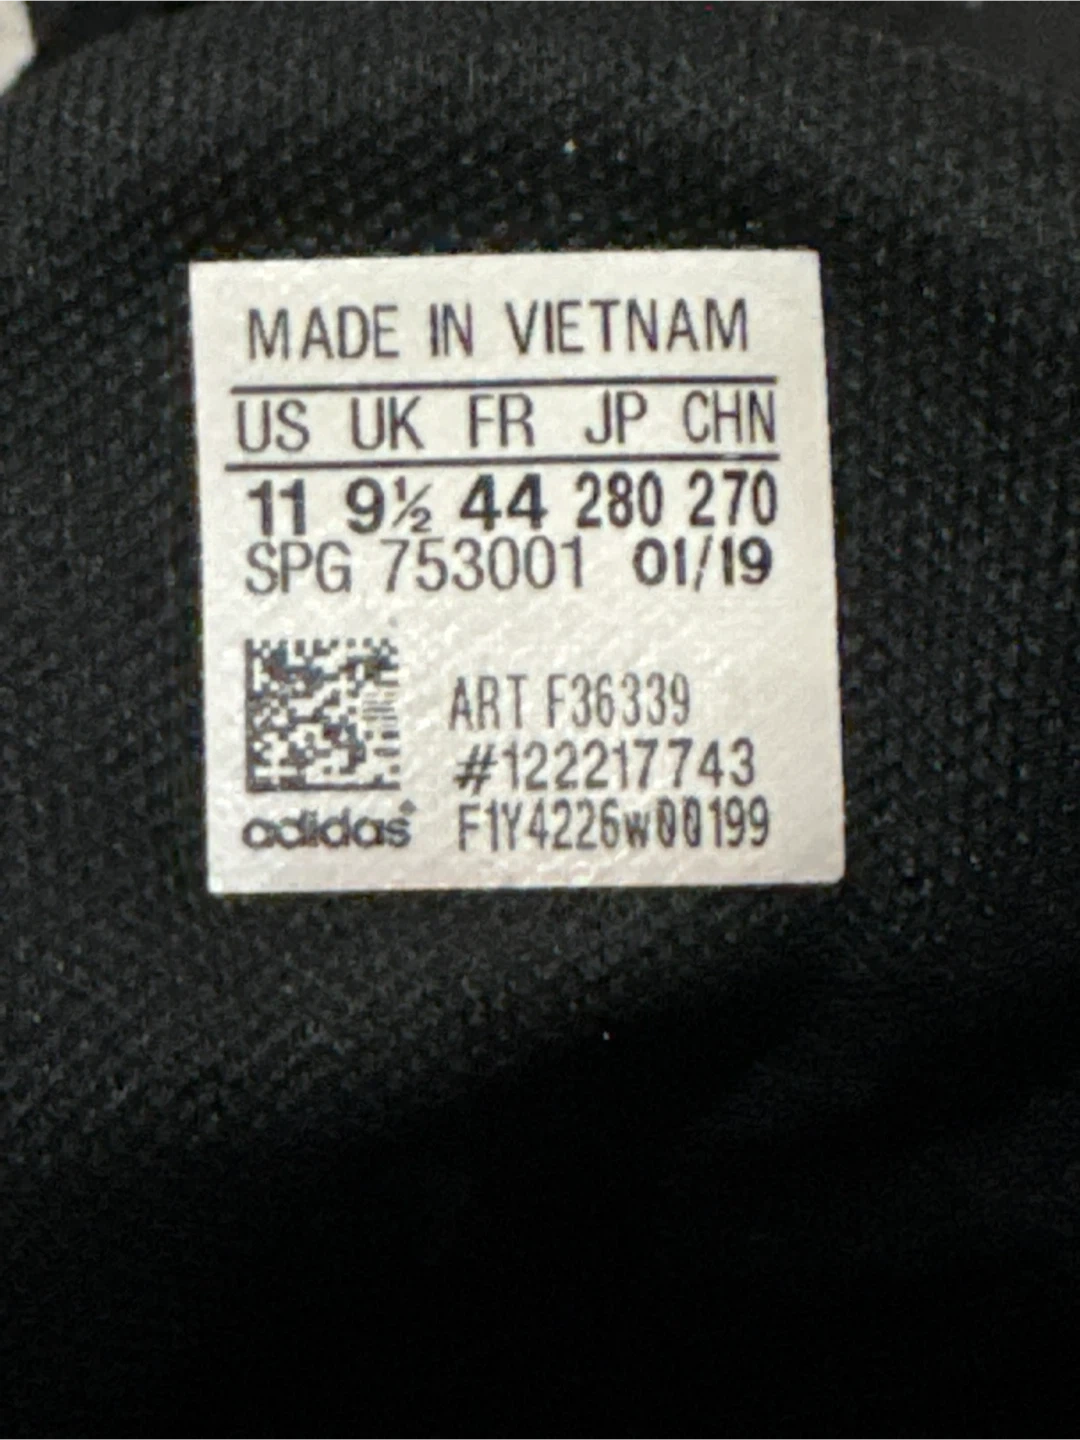 MADE IN VIETNAM
US UK FR JP CHN
11 9½ 44 280 270
SPG 753001 01/19
ART F36339
#122217743
adidas F1Y4226w00199